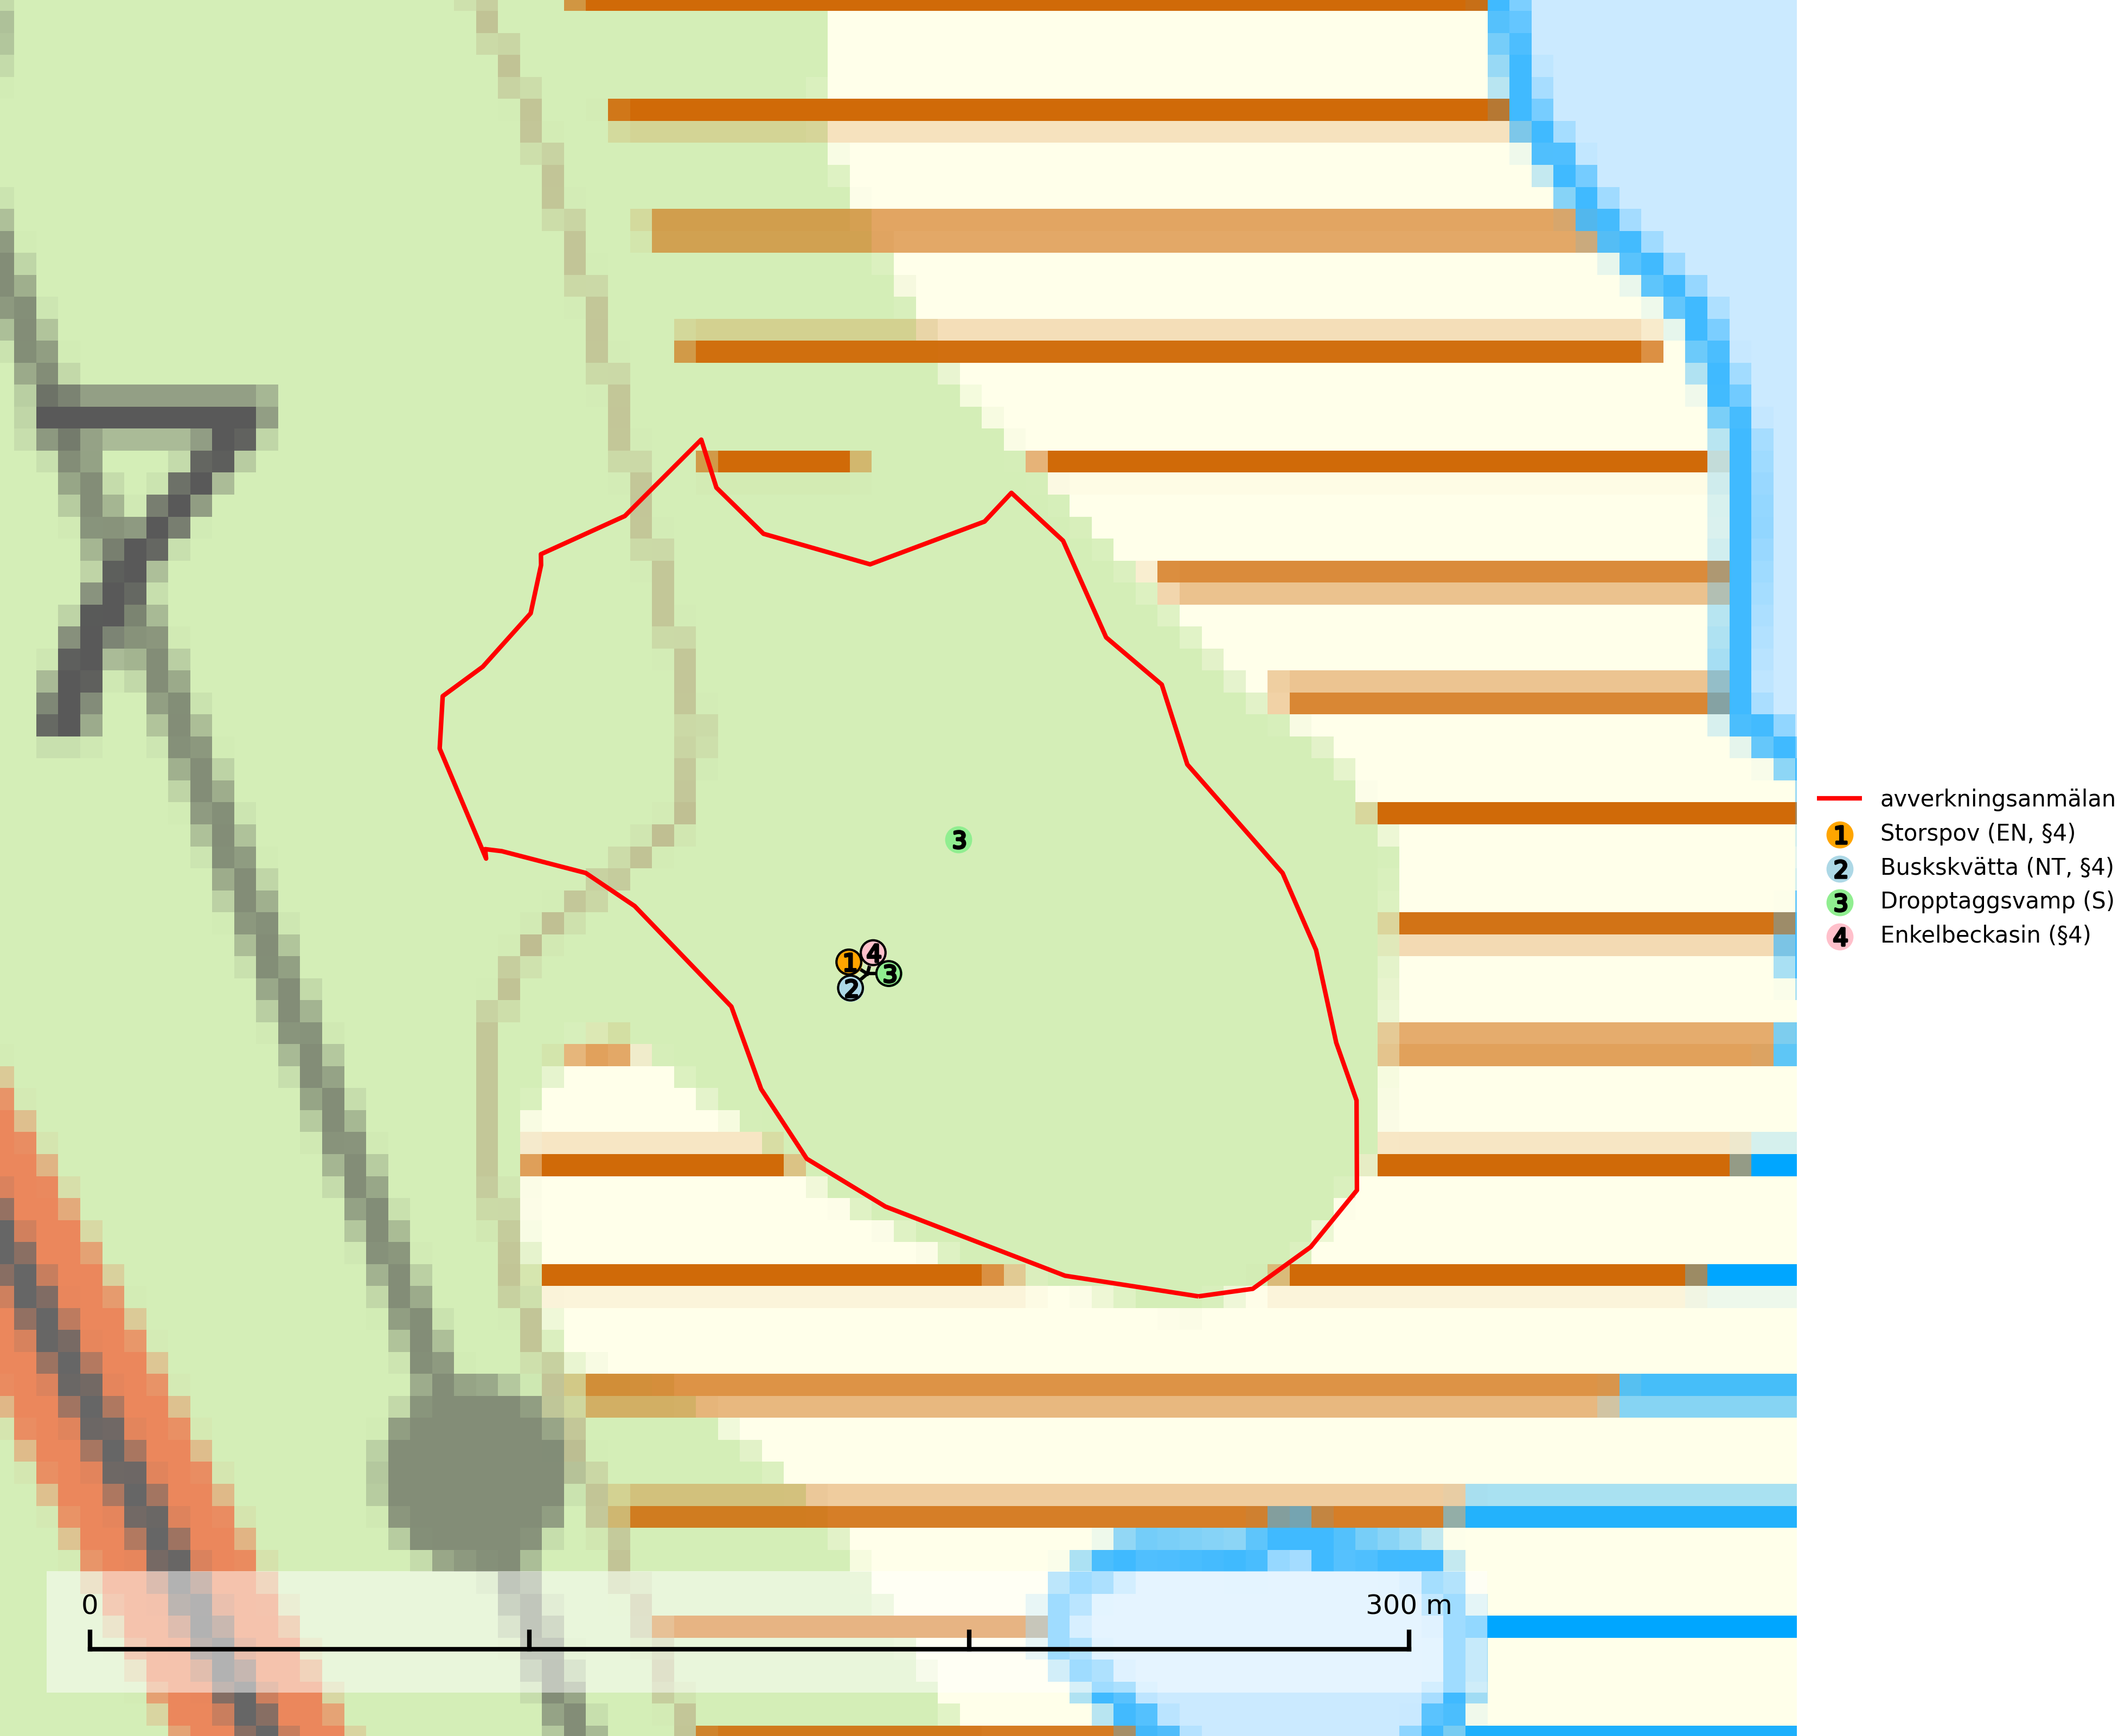 3
4
1
3
2
avverkningsanmälan
1 Storspov (EN, §4)
2 Buskskvätta (NT, §4)
3 Dropptaggsvamp (S)
4 Enkelbeckasin (§4)
0 300 m